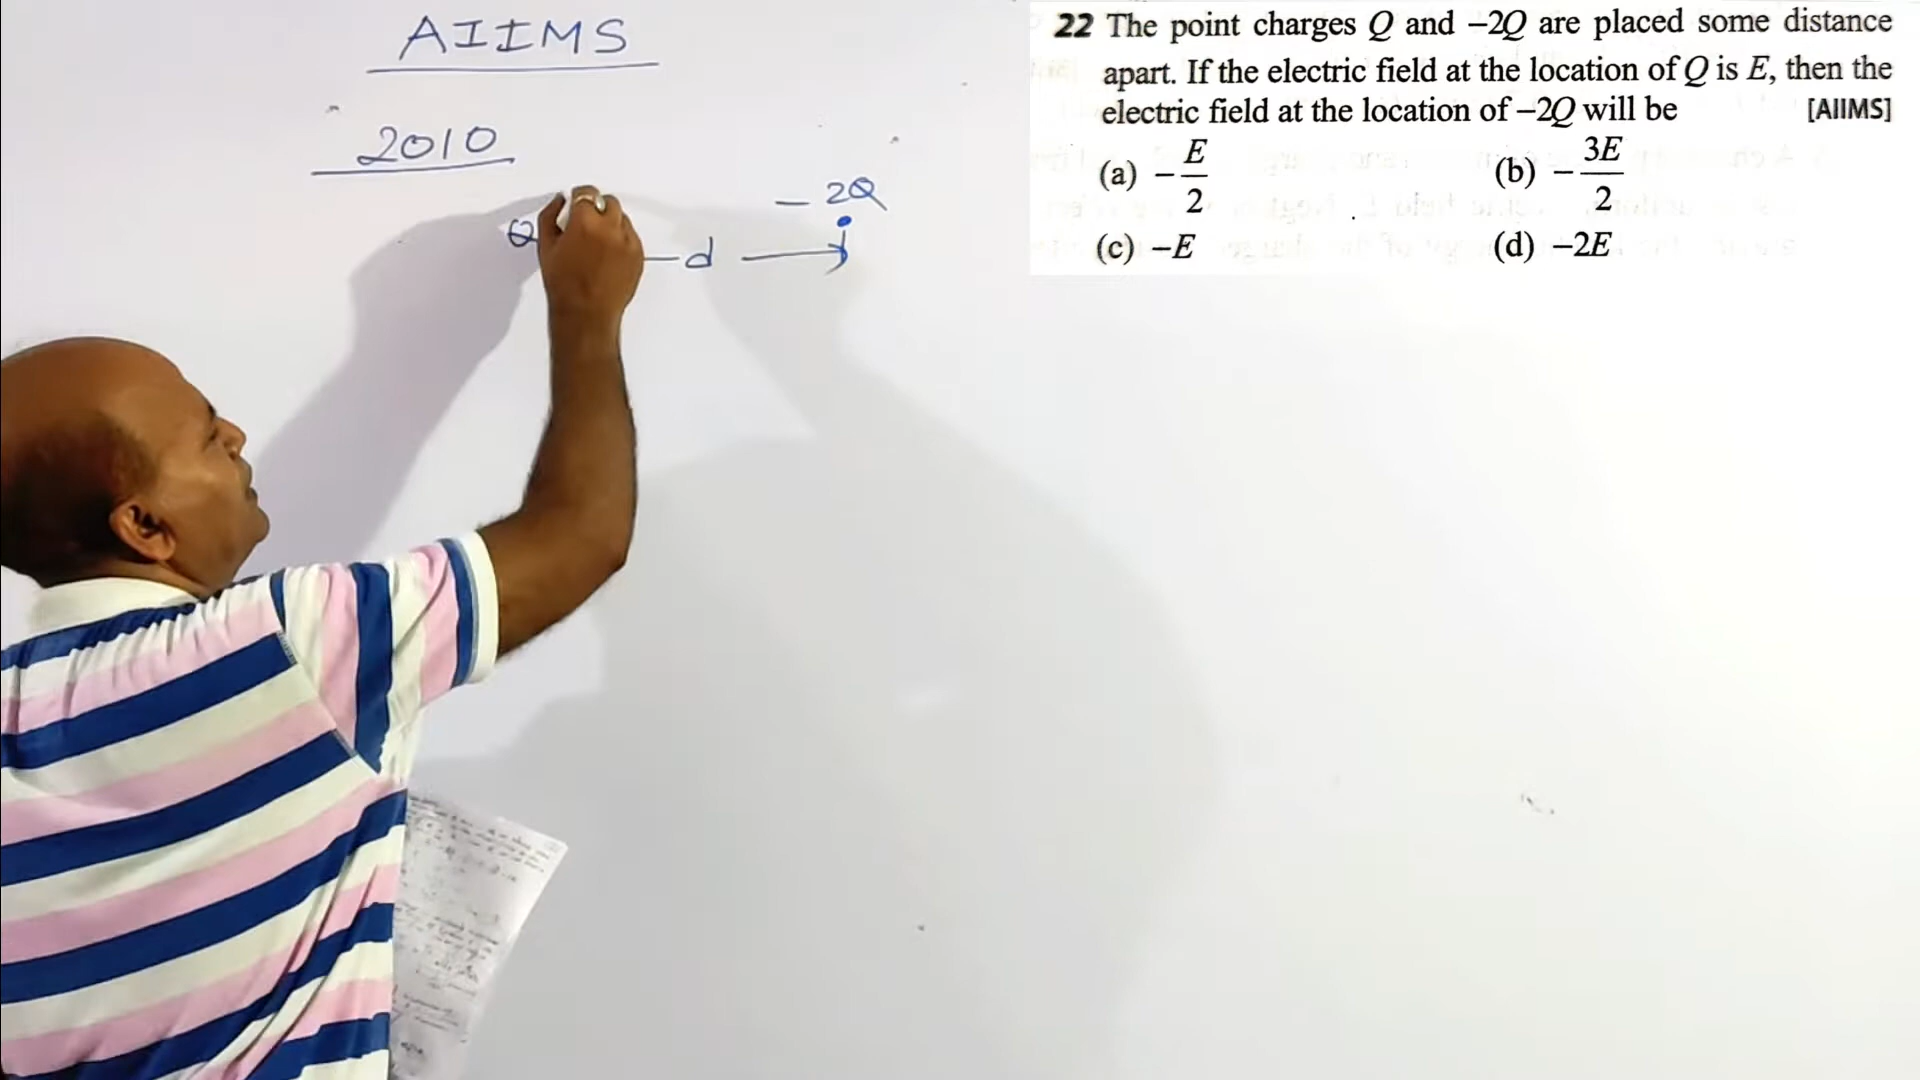 AIIMS
2010
Q
– 2Q
d
22 The point charges Q and –2Q are placed some distance
apart. If the electric field at the location of Q is E, then the
electric field at the location of –2Q will be [AIIMS]
(a) –E/2 (b) –3E/2
(c) –E (d) –2E